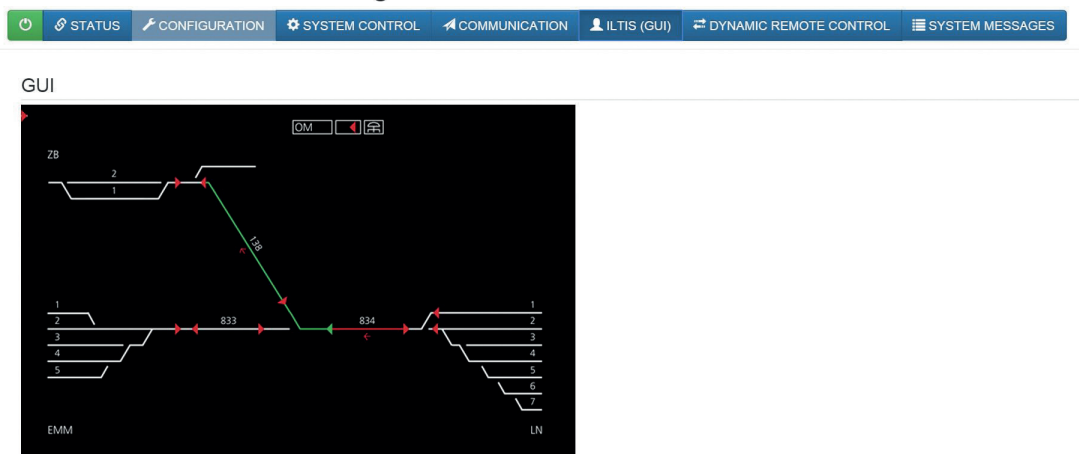 STATUS CONFIGURATION SYSTEM CONTROL COMMUNICATION ILTIS (GUI) DYNAMIC REMOTE CONTROL SYSTEM MESSAGES
GUI
OM
ZB
2
1
138
1
2
3
4
5
833
834
1
2
3
4
5
6
7
EMM
LN